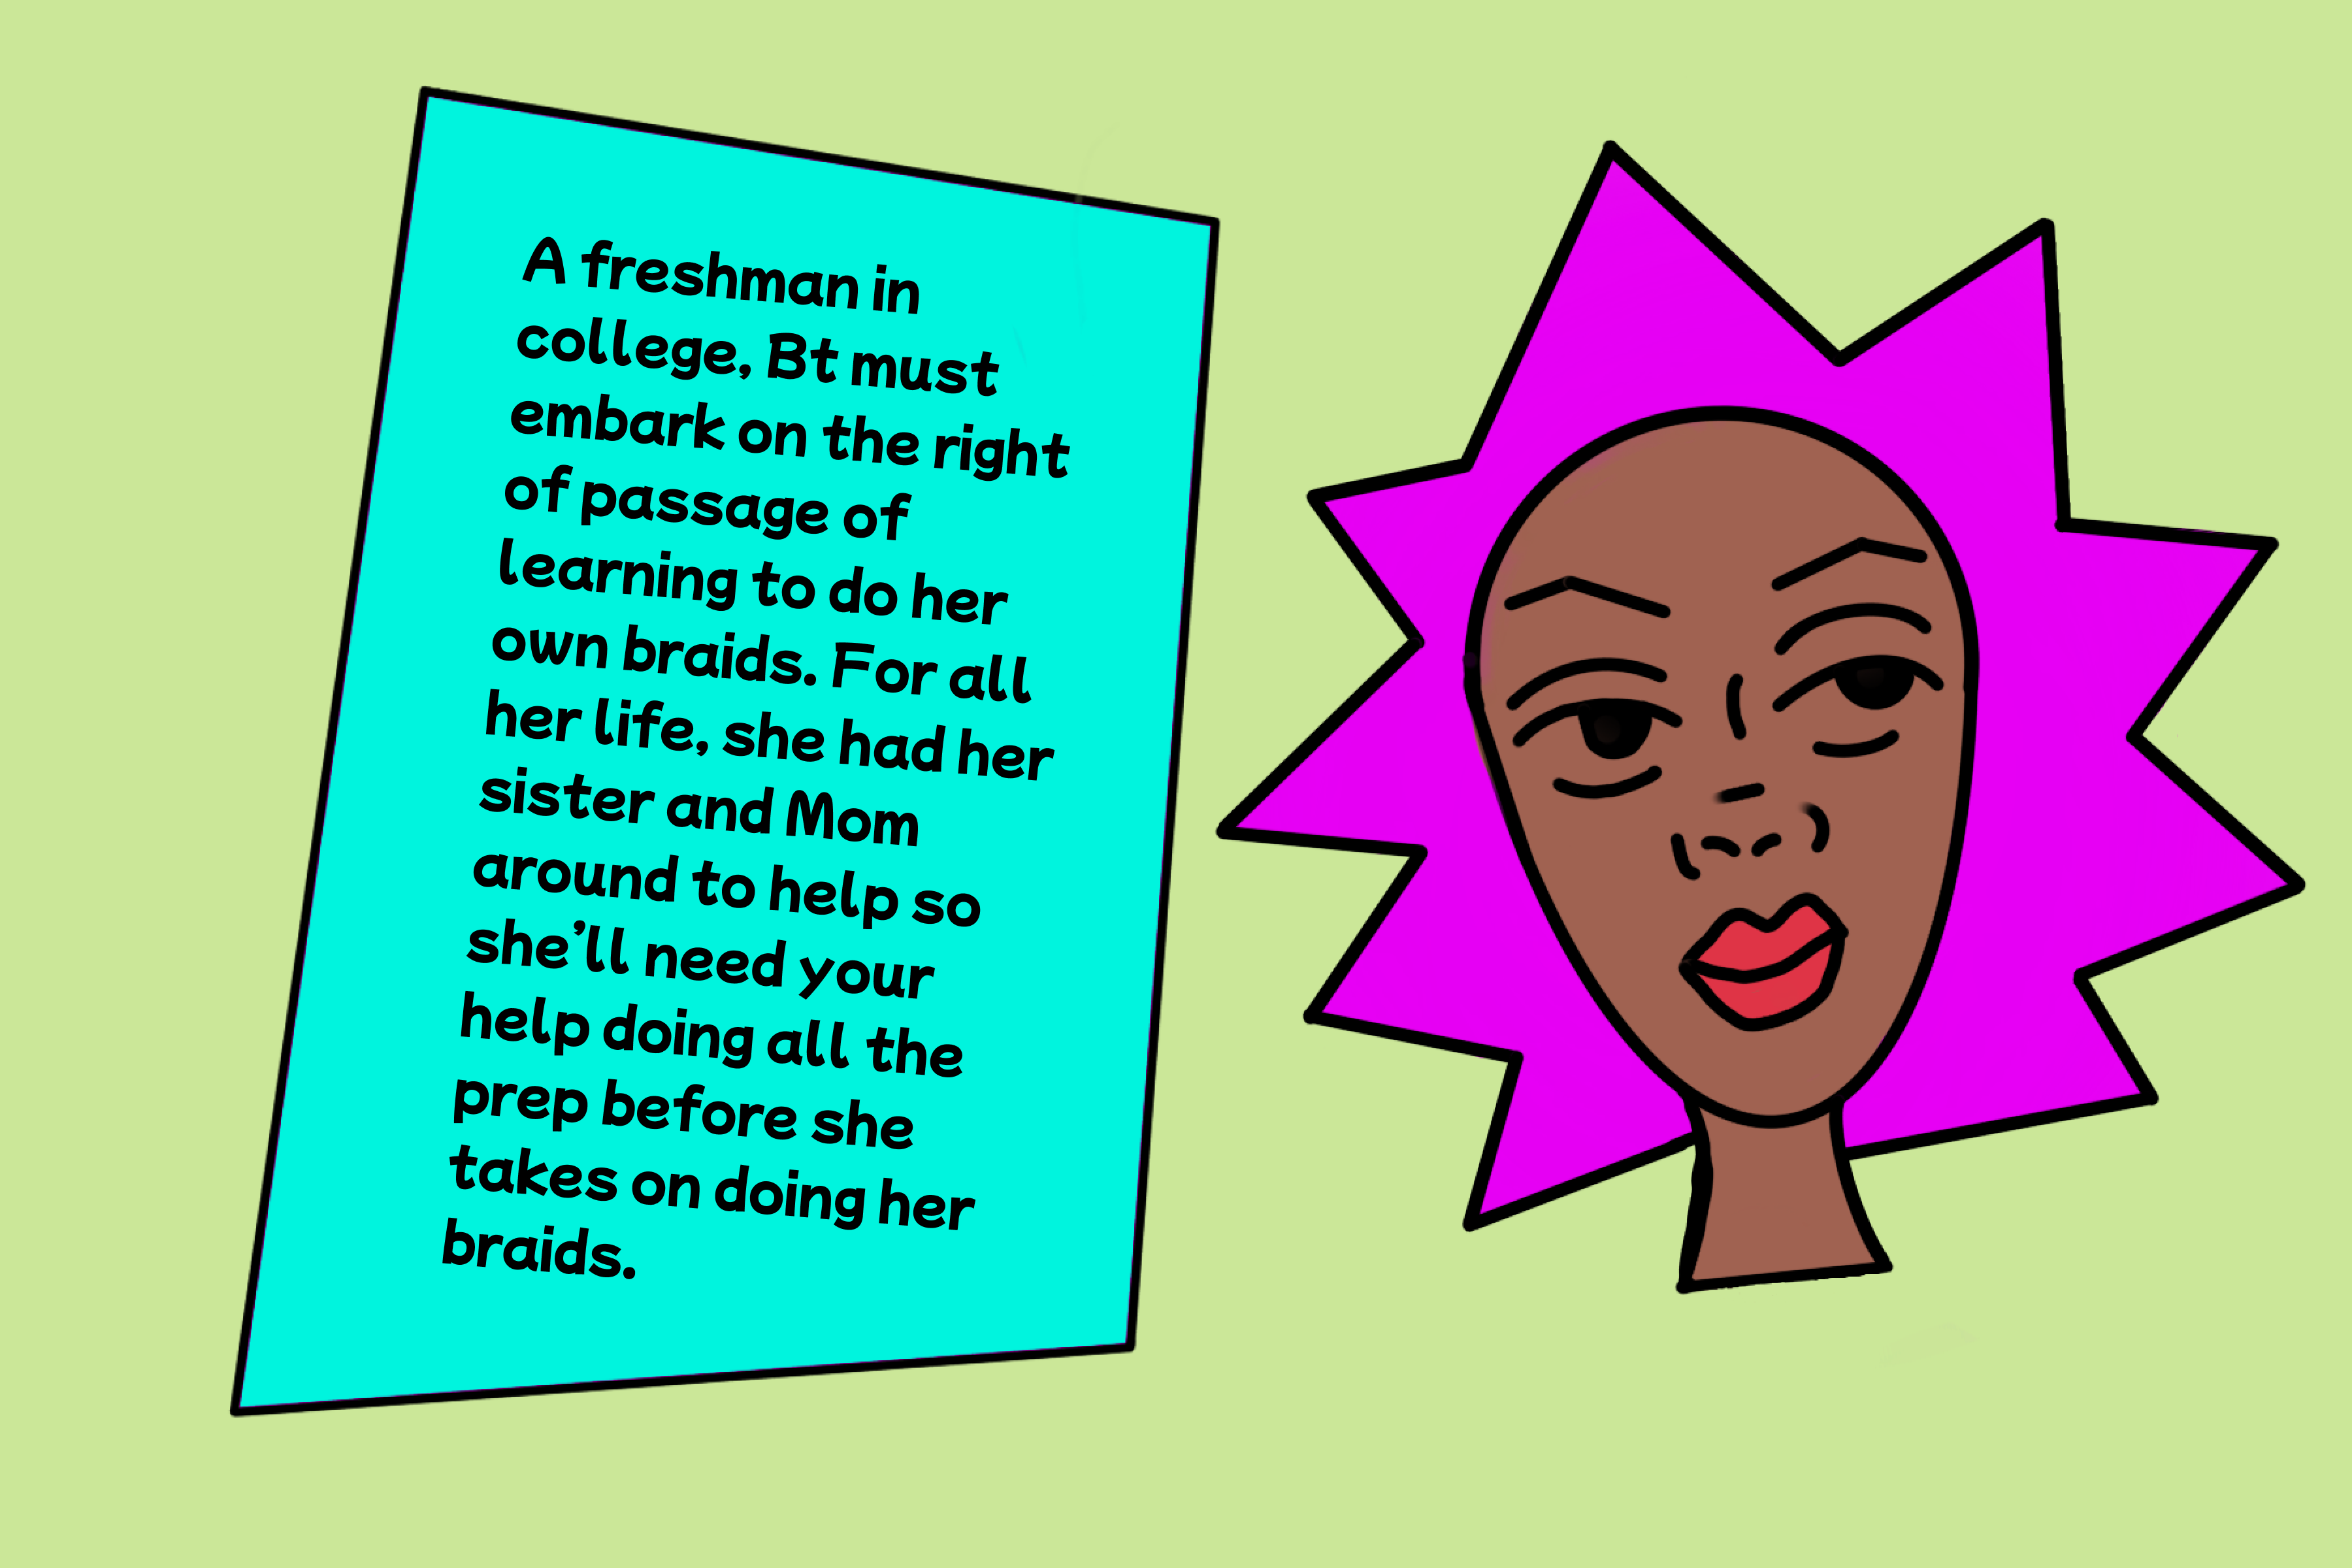 A freshman in
college, Bt must
embark on the right
of passage of
learning to do her
own braids. For all
her life, she had her
sister and Mom
around to help so
she'll need your
help doing all the
prep before she
takes on doing her
braids.